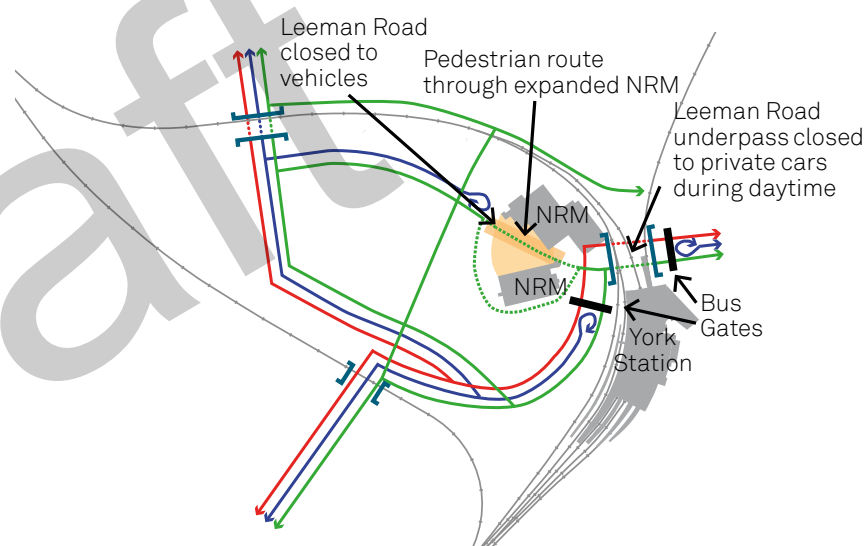 Leeman Road
closed to
vehicles
Pedestrian route
through expanded NRM
Leeman Road
underpass closed
to private cars
during daytime
NRM
NRM
Bus
Gates
York
Station
aft